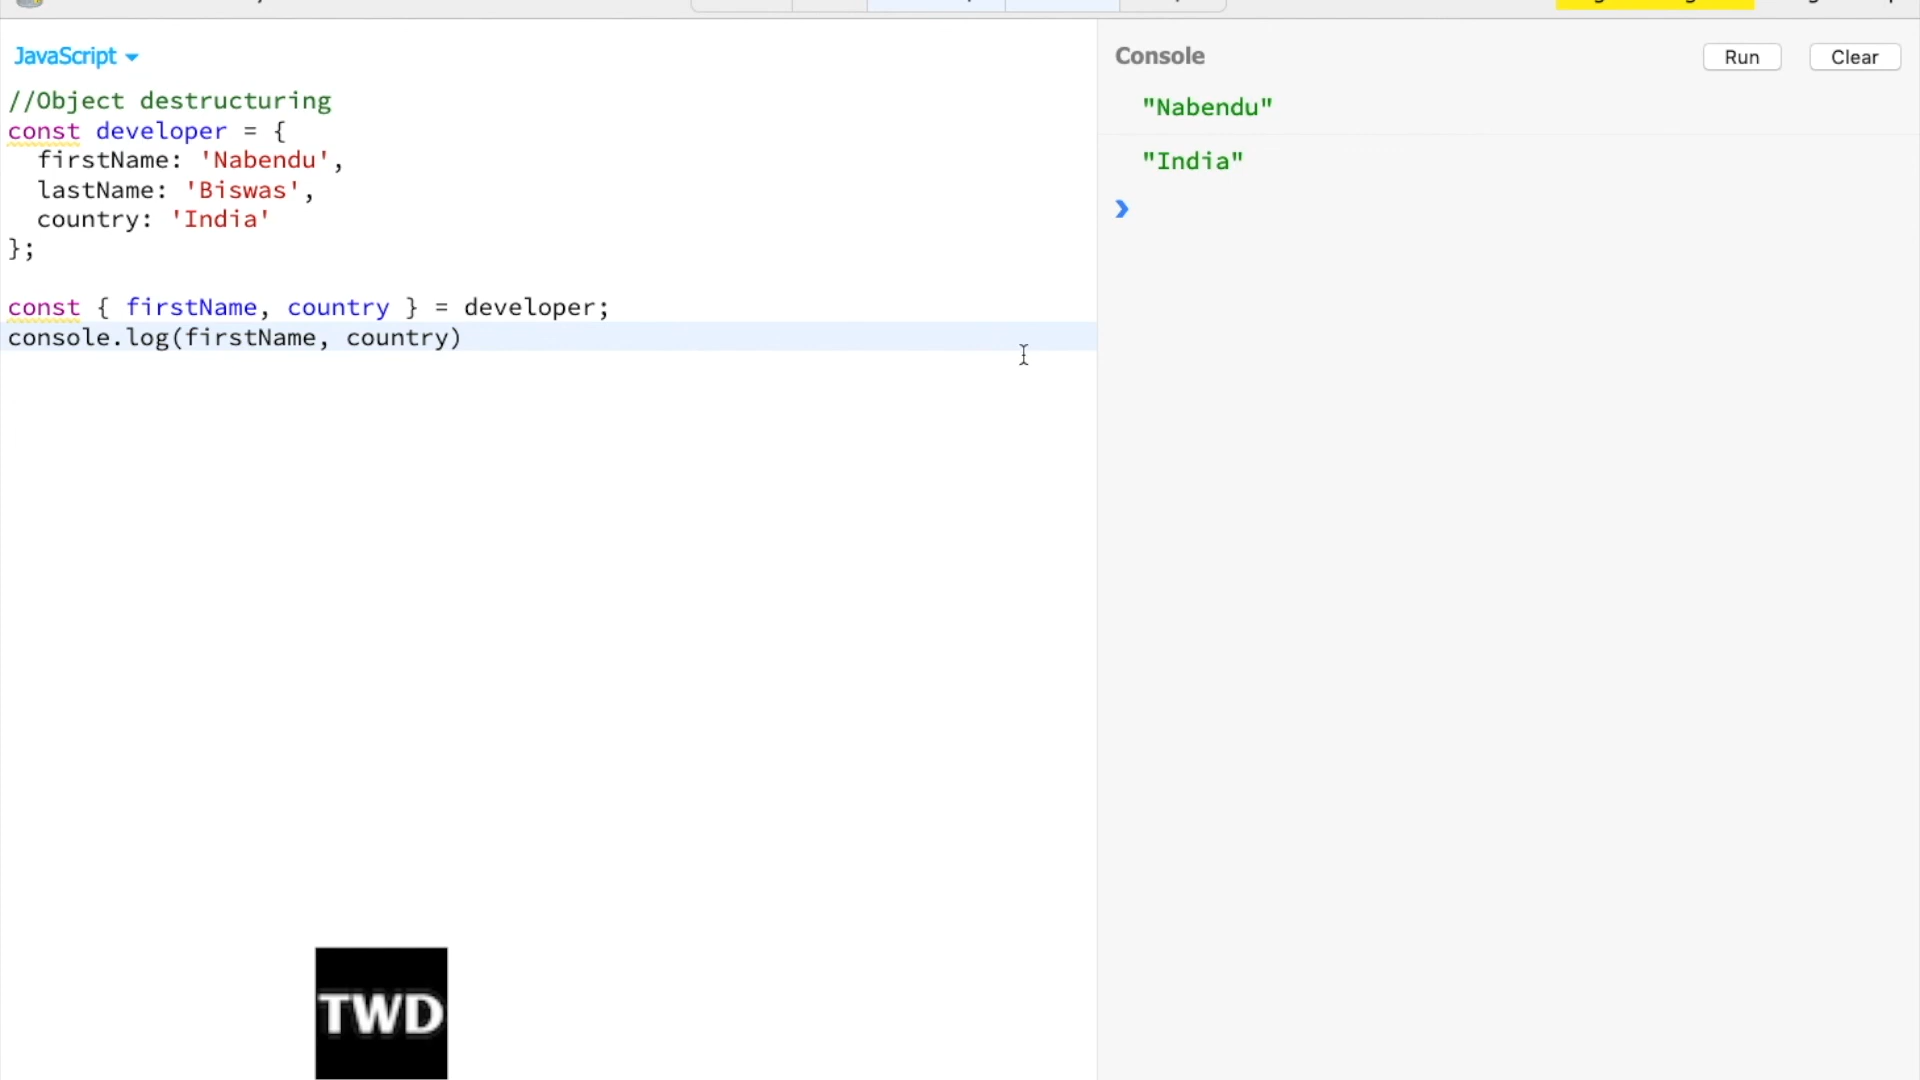 JavaScript
//Object destructuring
const developer = {
  firstName: 'Nabendu',
  lastName: 'Biswas',
  country: 'India'
};
const { firstName, country } = developer;
console.log(firstName, country)
Console
Run
Clear
"Nabendu"
"India"
TWD